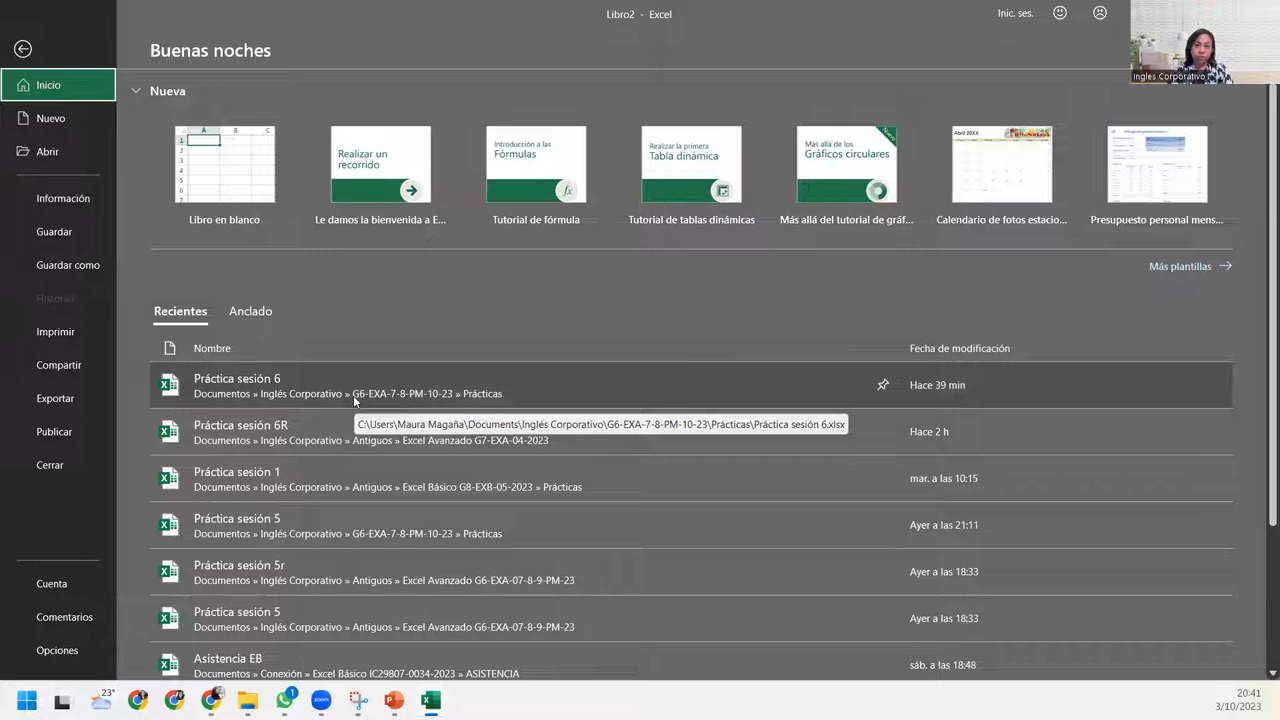 Libro2 - Excel
Inic. ses.
Ingles Corporativo
Buenas noches
Inicio
Nuevo
Abrir
Información
Guardar
Guardar como
Historial
Imprimir
Compartir
Exportar
Publicar
Cerrar
Cuenta
Comentarios
Opciones
Nueva
A B C
1
2
3
4
5
6
7
Libro en blanco
Realizar un
recorrido
Le damos la bienvenida a E...
Introducción a las
Fórmulas
fx
Tutorial de fórmula
Realizar la primera
Tabla dinámica
Tutorial de tablas dinámicas
Más allá de los
Gráficos circulares
Más allá del tutorial de gráf...
Abril 20XX
Calendario de fotos estacio...
Presupuesto personal mens...
Más plantillas
Recientes Anclado
Nombre Fecha de modificación
Práctica sesión 6
Documentos » Inglés Corporativo » G6-EXA-7-8-PM-10-23 » Prácticas
Hace 39 min
C:\Users\Maura Magaña\Documents\Inglés Corporativo\G6-EXA-7-8-PM-10-23\Prácticas\Práctica sesión 6.xlsx
Práctica sesión 6R
Documentos » Inglés Corporativo » Antiguos » Excel Avanzado G7-EXA-04-2023
Hace 2 h
Práctica sesión 1
Documentos » Inglés Corporativo » Antiguos » Excel Básico G8-EXB-05-2023 » Prácticas
mar. a las 10:15
Práctica sesión 5
Documentos » Inglés Corporativo » G6-EXA-7-8-PM-10-23 » Prácticas
Ayer a las 21:11
Práctica sesión 5r
Documentos » Inglés Corporativo » Antiguos » Excel Avanzado G6-EXA-07-8-9-PM-23
Ayer a las 18:33
Práctica sesión 5
Documentos » Inglés Corporativo » Antiguos » Excel Avanzado G6-EXA-07-8-9-PM-23
Ayer a las 18:33
Asistencia EB
Documentos » Conexión » Excel Básico IC29807-0034-2023 » ASISTENCIA
sáb. a las 18:48
23°
1
zoom
20:41
3/10/2023